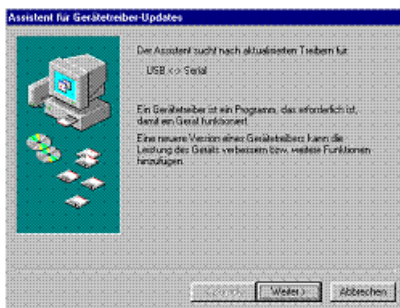 Assistent für Gerätetreiber-Updates
Der Assistent sucht nach aktualisierten Treibern für
USB <-> Serial
Ein Gerätetreiber ist ein Programm, das erforderlich ist,
damit ein Gerät funktioniert.
Eine neuere Version eines Gerätetreibers kann die
Leistung des Geräts verbessern bzw. weitere Funktionen
hinzufügen.
< Zurück
Weiter >
Abbrechen